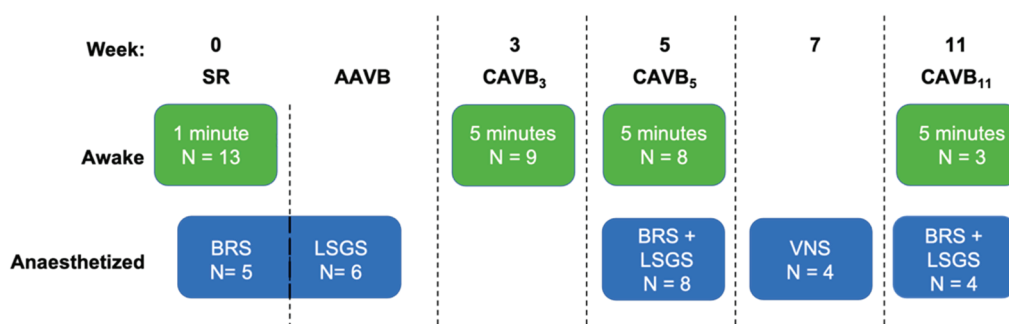 Week: 0 3 5 7 11
SR AAVB CAVB₃ CAVB₅ CAVB₁₁
Awake
1 minute
N = 13
5 minutes
N = 9
5 minutes
N = 8
5 minutes
N = 3
Anaesthetized
BRS
N= 5
LSGS
N= 6
BRS +
LSGS
N = 8
VNS
N = 4
BRS +
LSGS
N = 4